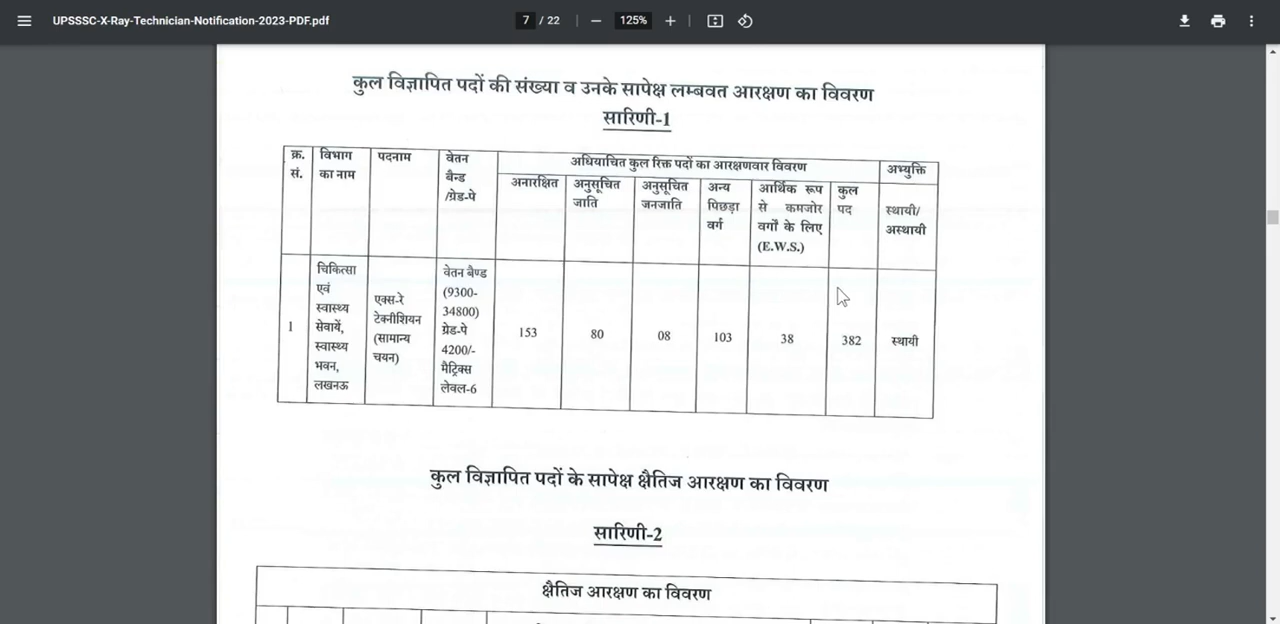 UPSSSC-X-Ray-Technician-Notification-2023-PDF.pdf
7 / 22
125%
कुल विज्ञापित पदों की संख्या व उनके सापेक्ष लम्बवत आरक्षण का विवरण
सारिणी-1
क्र. सं.
विभाग का नाम
पदनाम
वेतन बैन्ड /ग्रेड-पे
अधियाचित कुल रिक्त पदों का आरक्षणवार विवरण
अभ्युक्ति
अनारक्षित
अनुसूचित जाति
अनुसूचित जनजाति
अन्य पिछड़ा वर्ग
आर्थिक रूप से कमजोर वर्गों के लिए (E.W.S.)
कुल पद
स्थायी/ अस्थायी
1
चिकित्सा एवं स्वास्थ्य सेवायें, स्वास्थ्य भवन, लखनऊ
एक्स-रे टेक्नीशियन (सामान्य चयन)
वेतन बैण्ड (9300-34800) ग्रेड-पे 4200/- मैट्रिक्स लेवल-6
153
80
08
103
38
382
स्थायी
कुल विज्ञापित पदों के सापेक्ष क्षैतिज आरक्षण का विवरण
सारिणी-2
क्षैतिज आरक्षण का विवरण